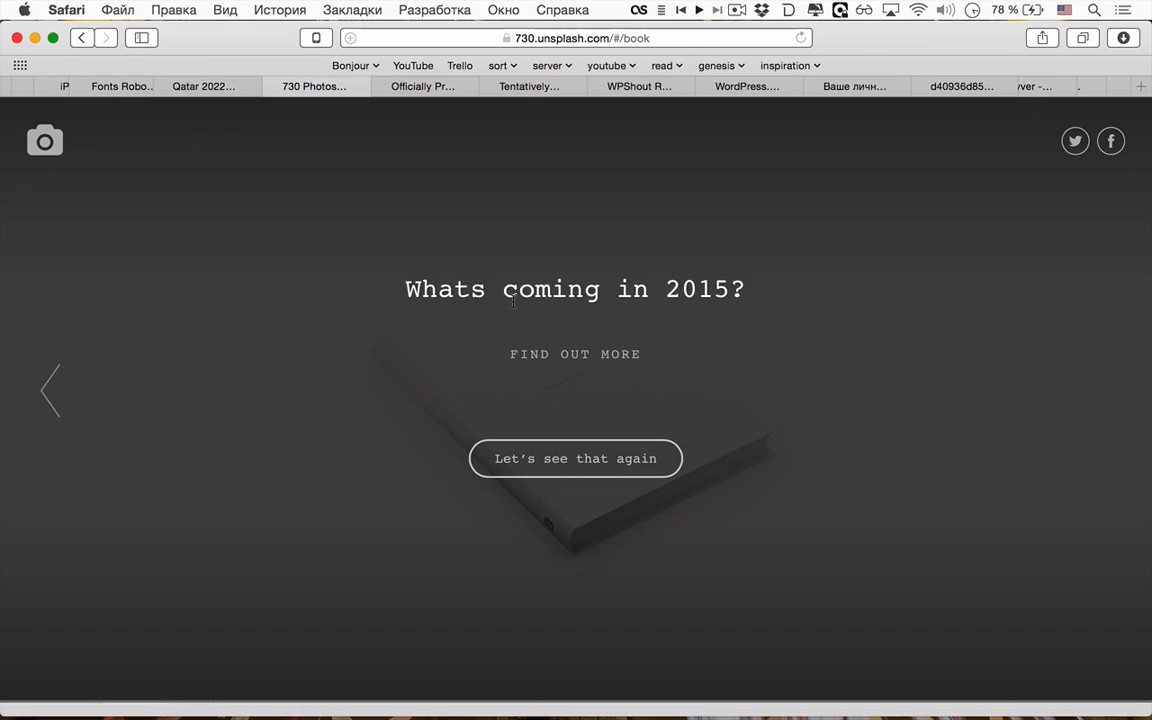 Safari Файл Правка Вид История Закладки Разработка Окно Справка 78 %
730.unsplash.com/#/book
Bonjour YouTube Trello sort server youtube read genesis inspiration
iP Fonts Robo... Qatar 2022... 730 Photos... Officially Pr... Tentatively... WPShout R... WordPress.... Ваше личн... d40936d85... yver -... .
Whats coming in 2015?
FIND OUT MORE
Let's see that again